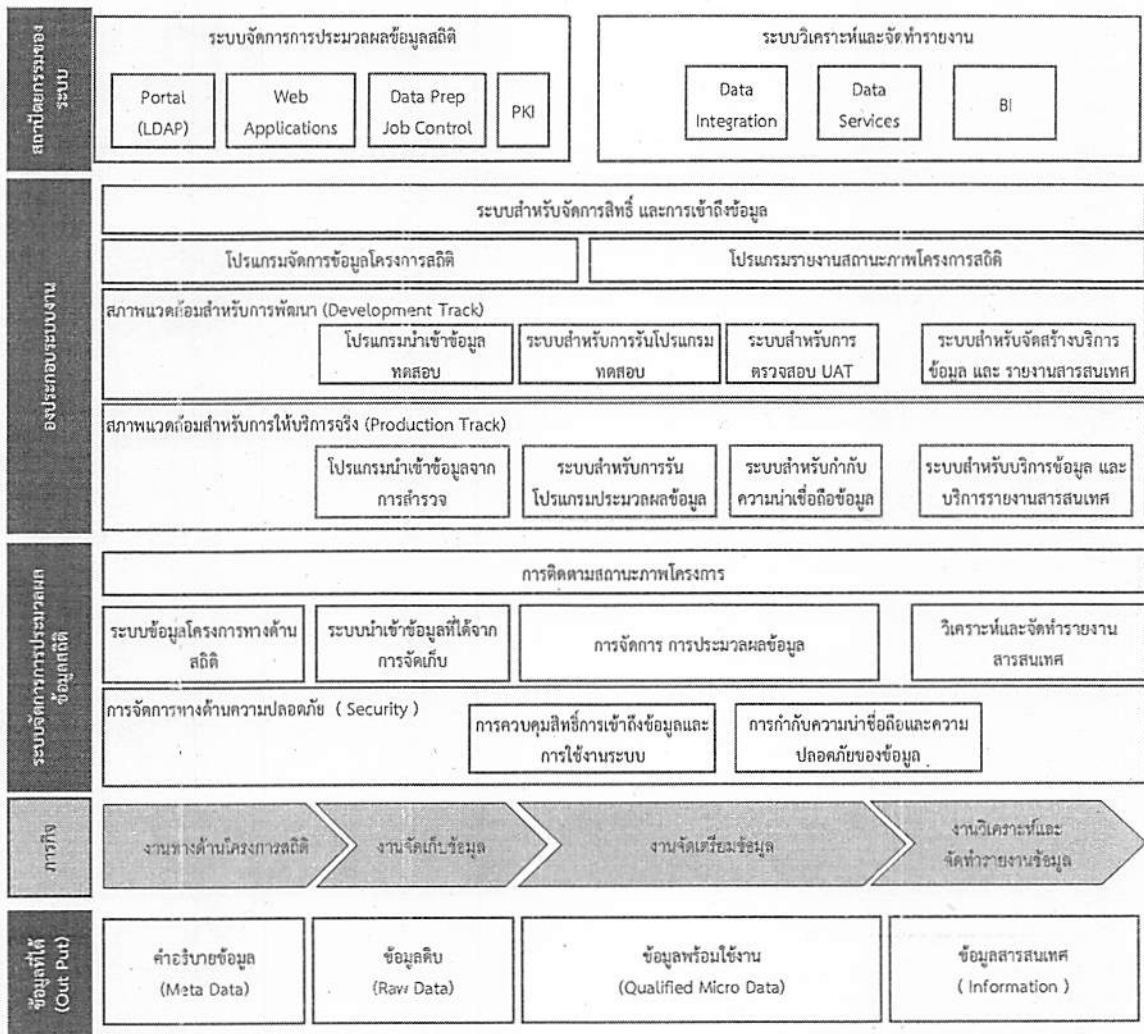 สถาปัตยกรรมของ
ระบบ
ระบบจัดการการประมวลผลข้อมูลสถิติ
Portal
(LDAP)
Web
Applications
Data Prep
Job Control
PKI
ระบบวิเคราะห์และจัดทำรายงาน
Data
Integration
Data
Services
BI
องประกอบระบบงาน
ระบบสำหรับจัดการสิทธิ์ และการเข้าถึงข้อมูล
โปรแกรมจัดการข้อมูลโครงการสถิติ
โปรแกรมรายงานสถานะภาพโครงการสถิติ
สภาพแวดล้อมสำหรับการพัฒนา (Development Track)
โปรแกรมนำเข้าข้อมูล
ทดสอบ
ระบบสำหรับการรันโปรแกรม
ทดสอบ
ระบบสำหรับการ
ตรวจสอบ UAT
ระบบสำหรับจัดสร้างบริการ
ข้อมูล และ รายงานสารสนเทศ
สภาพแวดล้อมสำหรับการให้บริการจริง (Production Track)
โปรแกรมนำเข้าข้อมูลจาก
การสำรวจ
ระบบสำหรับการรัน
โปรแกรมประมวลผลข้อมูล
ระบบสำหรับกำกับ
ความน่าเชื่อถือข้อมูล
ระบบสำหรับบริการข้อมูล และ
บริการรายงานสารสนเทศ
ระบบจัดการการประมวลผล
ข้อมูลสถิติ
การติดตามสถานะภาพโครงการ
ระบบข้อมูลโครงการทางด้าน
สถิติ
ระบบนำเข้าข้อมูลที่ได้จาก
การจัดเก็บ
การจัดการ การประมวลผลข้อมูล
วิเคราะห์และจัดทำรายงาน
สารสนเทศ
การจัดการทางด้านความปลอดภัย ( Security )
การควบคุมสิทธิ์การเข้าถึงข้อมูลและ
การใช้งานระบบ
การกำกับความน่าชื่อถือและความ
ปลอดภัยของข้อมูล
ภารกิจ
งานทางด้านโครงการสถิติ
งานจัดเก็บข้อมูล
งานจัดเตรียมข้อมูล
งานวิเคราะห์และ
จัดทำรายงานข้อมูล
ข้อมูลที่ได้
(Out Put)
คำอธิบายข้อมูล
(Meta Data)
ข้อมูลดิบ
(Raw Data)
ข้อมูลพร้อมใช้งาน
(Qualified Micro Data)
ข้อมูลสารสนเทศ
( Information )